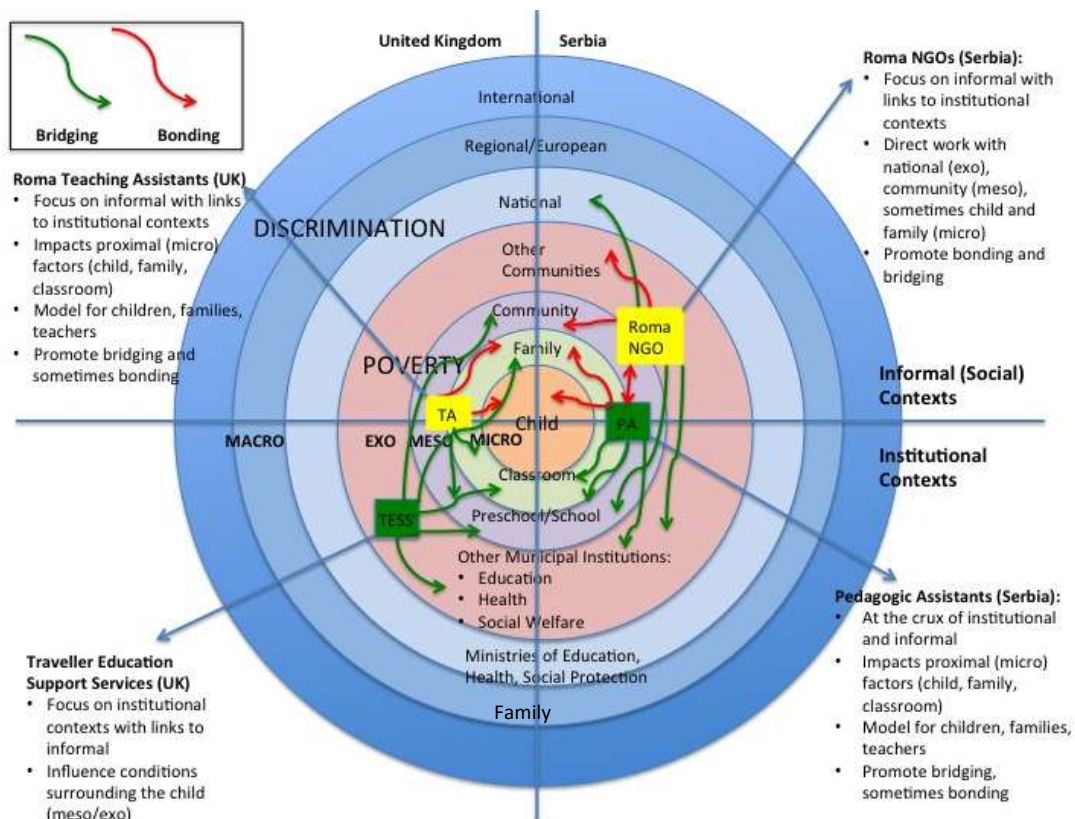 United Kingdom
Serbia
Bridging
Bonding
Roma Teaching Assistants (UK)
• Focus on informal with links
to institutional contexts
• Impacts proximal (micro)
factors (child, family,
classroom)
• Model for children, families,
teachers
• Promote bridging and
sometimes bonding
Roma NGOs (Serbia):
• Focus on informal with
links to institutional
contexts
• Direct work with
national (exo),
community (meso),
sometimes child and
family (micro)
• Promote bonding and
bridging
International
Regional/European
National
DISCRIMINATION
Other
Communities
Community
Roma
NGO
Family
POVERTY
Informal (Social)
Contexts
TA
Child
PA
MACRO
EXO
MESO
MICRO
Institutional
Contexts
Classroom
Preschool/School
TESS
Other Municipal Institutions:
• Education
• Health
• Social Welfare
Ministries of Education,
Health, Social Protection
Family
Traveller Education
Support Services (UK)
• Focus on institutional
contexts with links to
informal
• Influence conditions
surrounding the child
(meso/exo)
Pedagogic Assistants (Serbia):
• At the crux of institutional
and informal
• Impacts proximal (micro)
factors (child, family,
classroom)
• Model for children, families,
teachers
• Promote bridging,
sometimes bonding